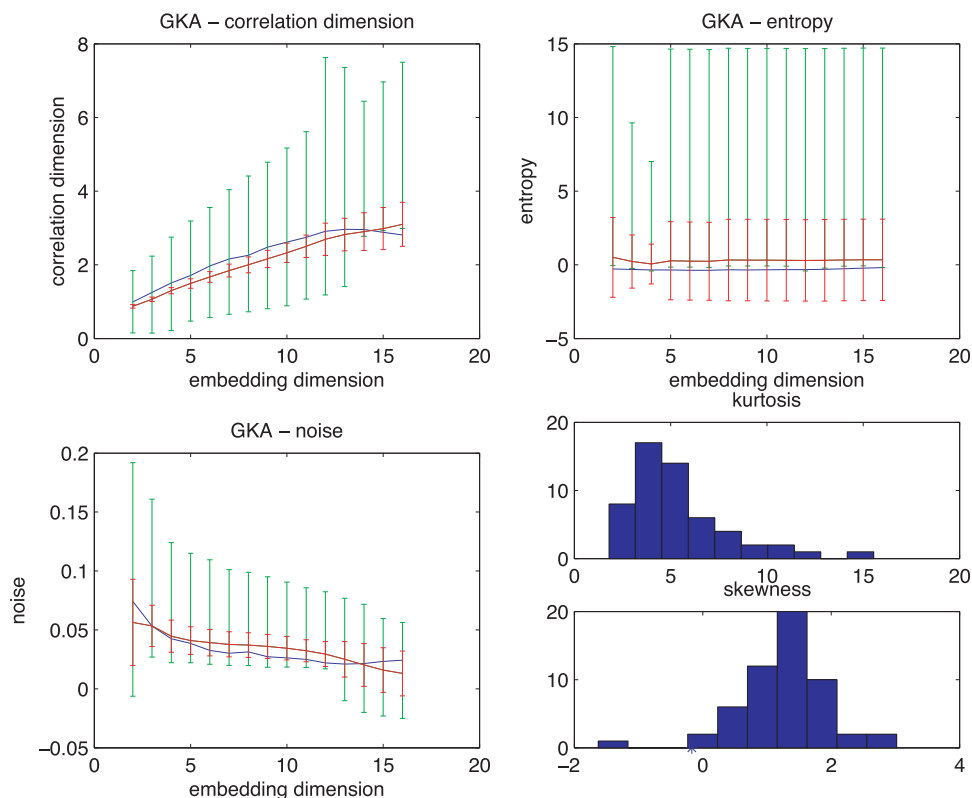 GKA – correlation dimension
8
6
4
2
0
correlation dimension
0 5 10 15 20
embedding dimension
GKA – entropy
15
10
5
0
−5
entropy
0 5 10 15 20
embedding dimension
GKA – noise
0.2
0.15
0.1
0.05
0
−0.05
noise
0 5 10 15 20
embedding dimension
kurtosis
20
10
0
0 5 10 15 20
skewness
20
10
0
−2 0 2 4